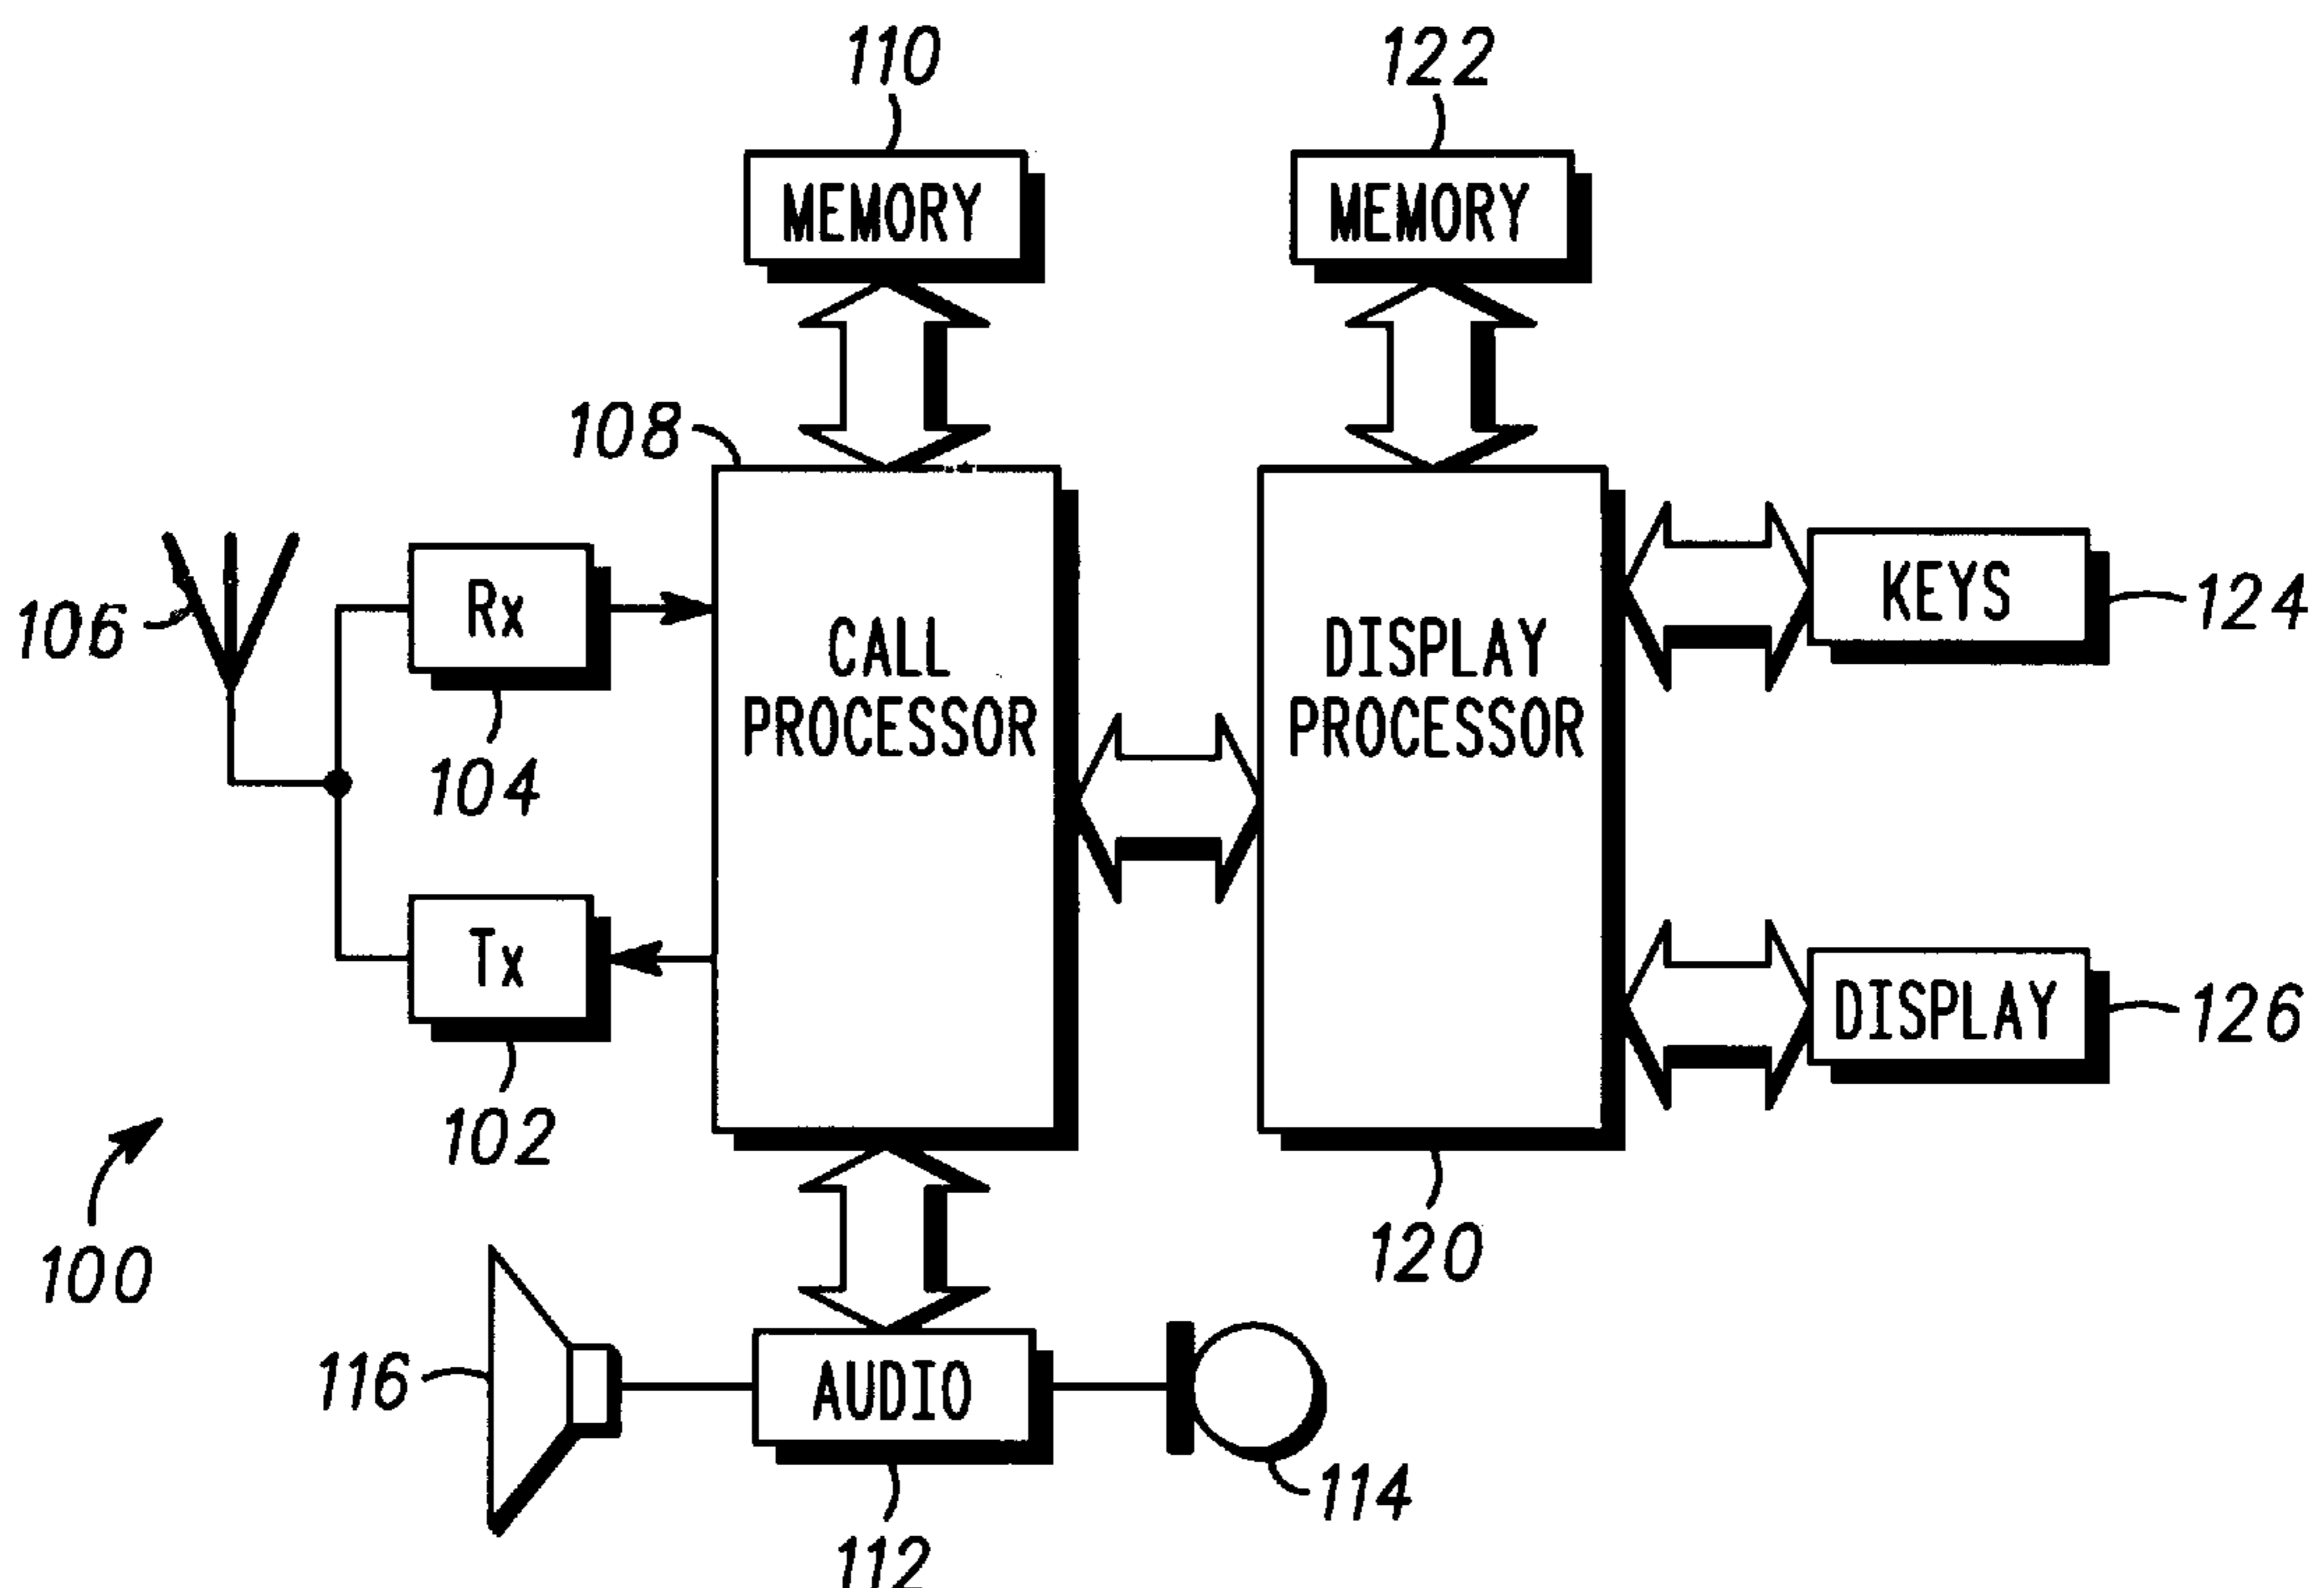 110
122
MEMORY
MEMORY
108
Rx
KEYS
106
124
CALL
PROCESSOR
DISPLAY
PROCESSOR
104
Tx
DISPLAY
126
102
100
120
116
AUDIO
114
112